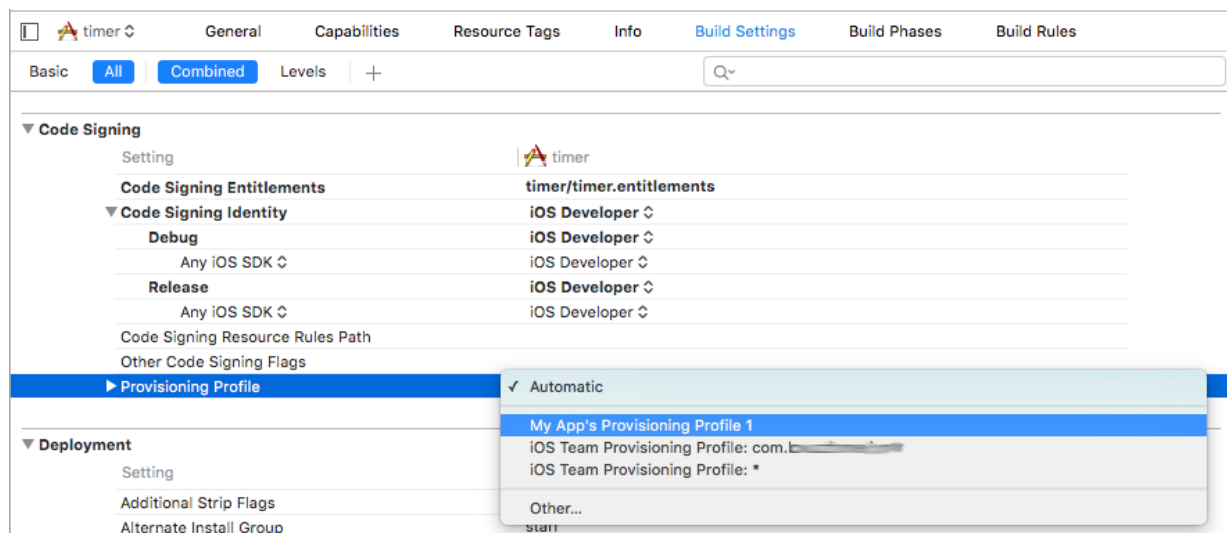 timer General Capabilities Resource Tags Info Build Settings Build Phases Build Rules
Basic All Combined Levels +
Code Signing
Setting timer
Code Signing Entitlements timer/timer.entitlements
Code Signing Identity iOS Developer
Debug iOS Developer
Any iOS SDK iOS Developer
Release iOS Developer
Any iOS SDK iOS Developer
Code Signing Resource Rules Path
Other Code Signing Flags
Provisioning Profile ✓ Automatic
My App's Provisioning Profile 1
Deployment iOS Team Provisioning Profile: com.
Setting iOS Team Provisioning Profile: *
Additional Strip Flags Other...
Alternate Install Group staff